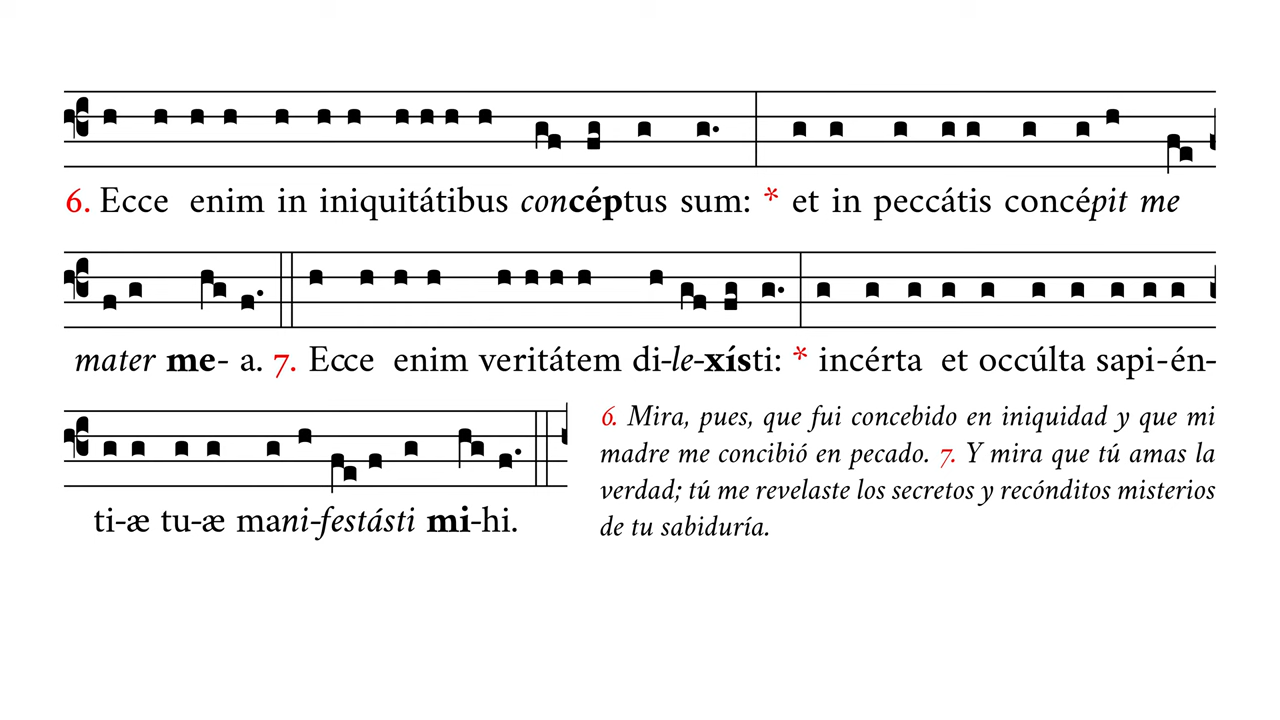 6. Ecce enim in iniquitátibus concéptus sum: * et in peccátis concépit me
mater me- a. 7. Ecce enim veritátem di-le-xísti: * incérta et occúlta sapi-én-
ti-æ tu-æ mani-festásti mi-hi.
6. Mira, pues, que fui concebido en iniquidad y que mi
madre me concibió en pecado. 7. Y mira que tú amas la
verdad; tú me revelaste los secretos y recónditos misterios
de tu sabiduría.